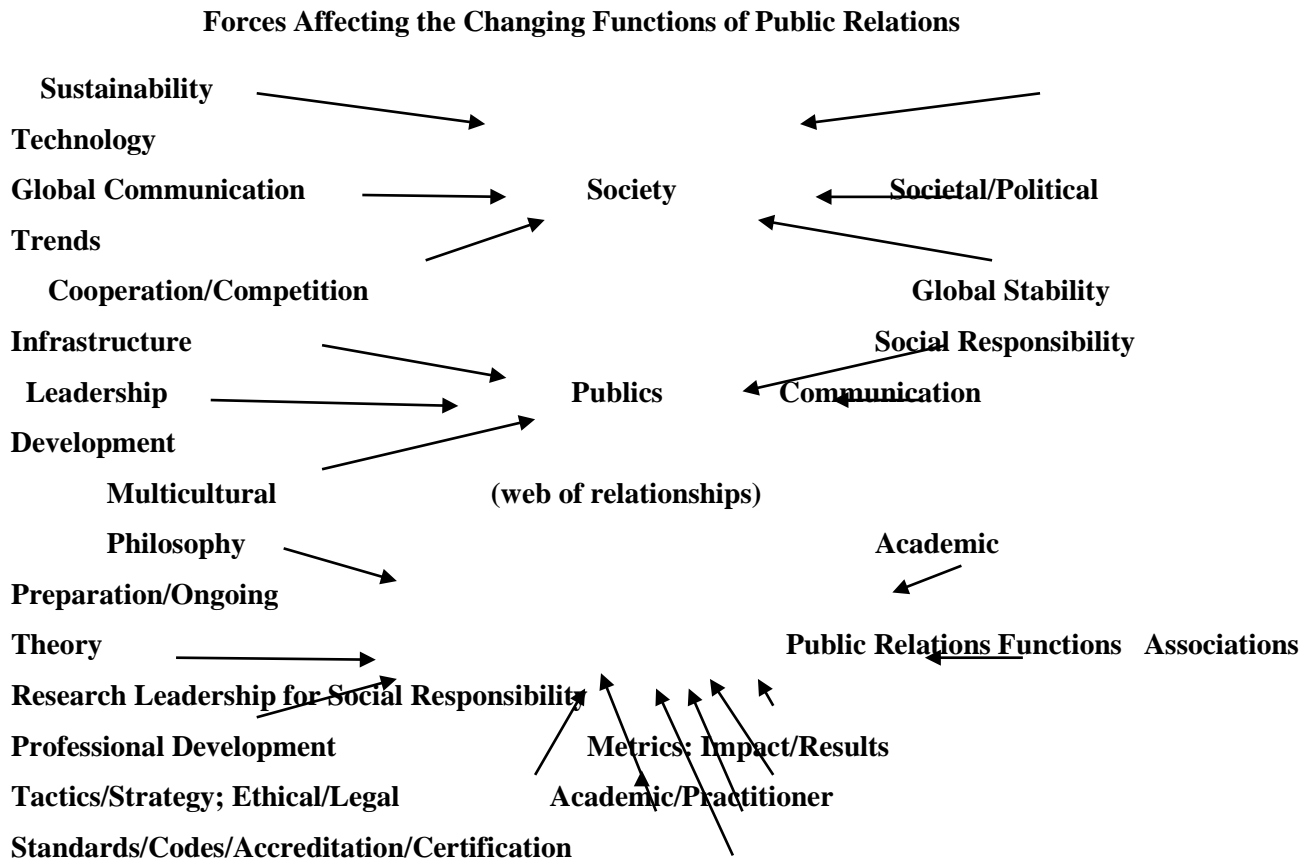 Forces Affecting the Changing Functions of Public Relations
Sustainability
Technology
Global Communication Society Societal/Political
Trends
Cooperation/Competition Global Stability
Infrastructure Social Responsibility
Leadership Publics Communication
Development
Multicultural (web of relationships)
Philosophy Academic
Preparation/Ongoing
Theory Public Relations Functions Associations
Research Leadership for Social Responsibility
Professional Development Metrics: Impact/Results
Tactics/Strategy; Ethical/Legal Academic/Practitioner
Standards/Codes/Accreditation/Certification